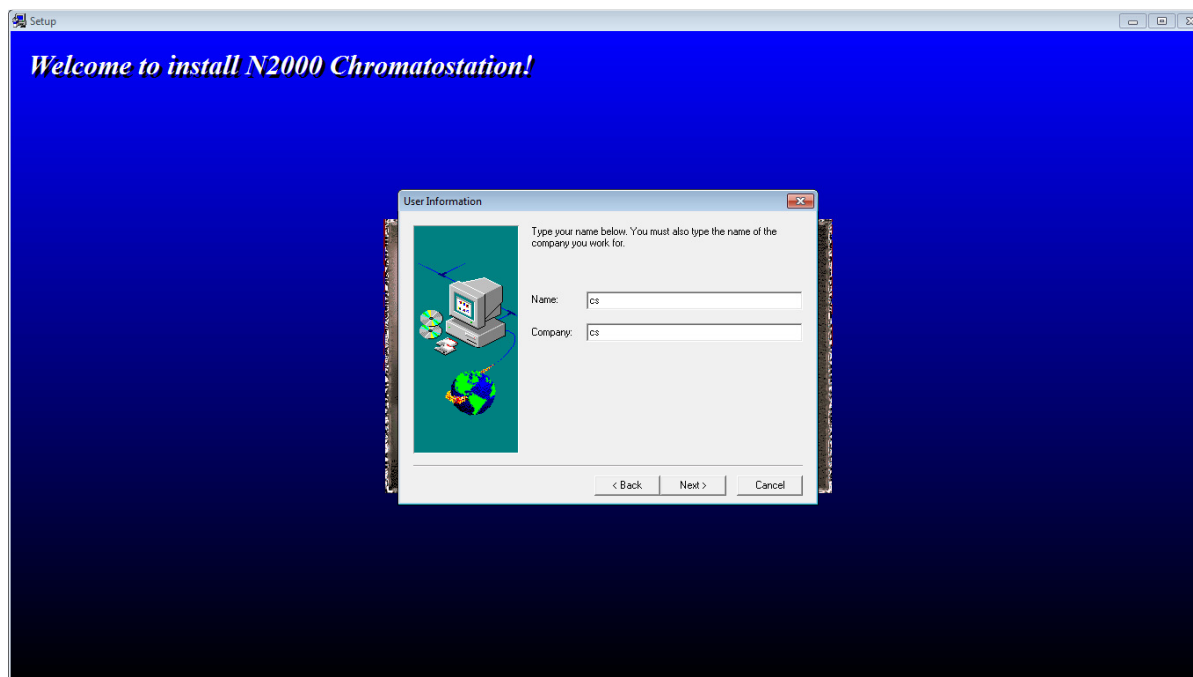 Setup
Welcome to install N2000 Chromatostation!
User Information
Type your name below. You must also type the name of the
company you work for.
Name: cs
Company: cs
< Back Next > Cancel